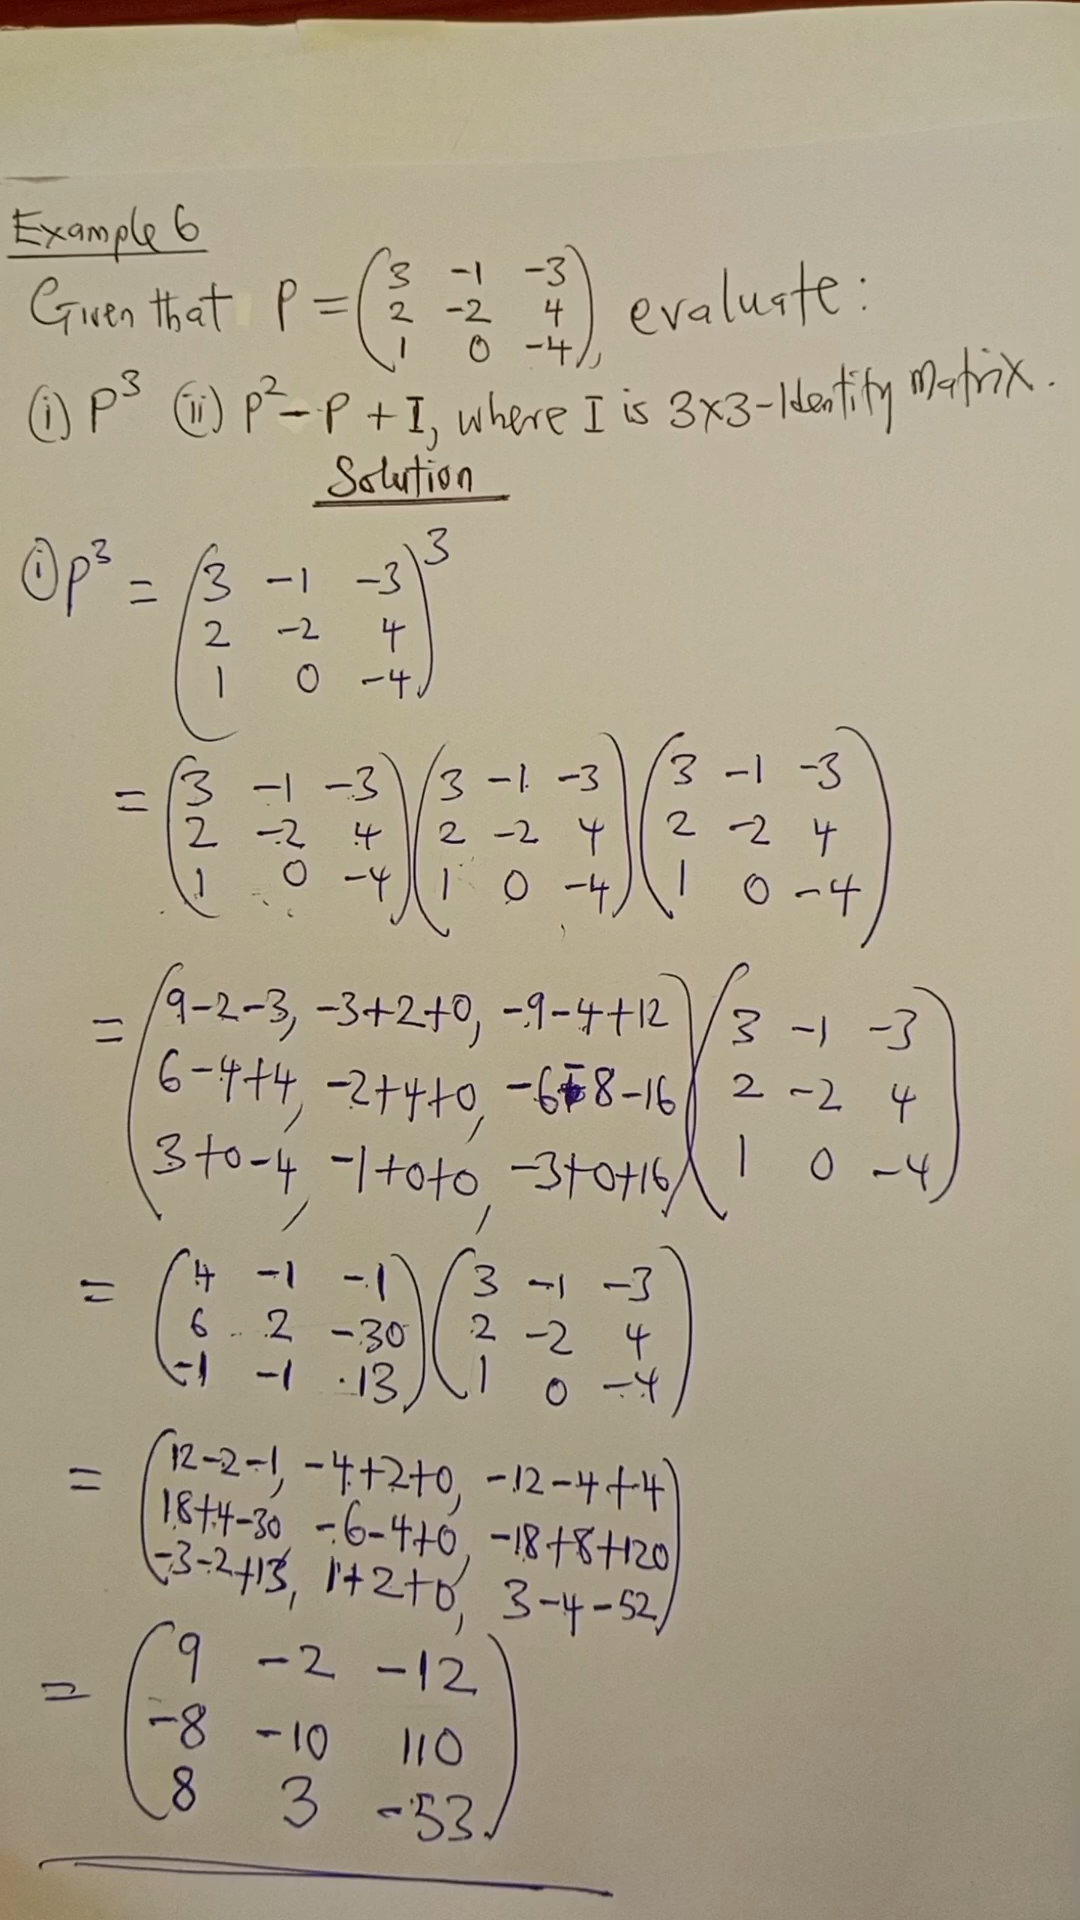 Example 6
Given that P = (3 -1 -3
2 -2 4
1 0 -4), evaluate:
(i) P³ (ii) P² - P + I, where I is 3×3-Identity Matrix.
Solution
(i) P³ = (3 -1 -3
2 -2 4
1 0 -4)³
= (3 -1 -3) (3 -1 -3) (3 -1 -3)
(2 -2 4) (2 -2 4) (2 -2 4)
(1 0 -4) (1 0 -4) (1 0 -4)
= (9-2-3, -3+2+0, -9-4+12) (3 -1 -3)
(6-4+4, -2+4+0, -6-8-16) (2 -2 4)
(3+0-4, -1+0+0, -3+0+16) (1 0 -4)
= (4 -1 -1) (3 -1 -3)
(6 2 -30) (2 -2 4)
(-1 -1 13) (1 0 -4)
= (12-2-1, -4+2+0, -12-4+4)
(18+4-30 -6-4+0, -18+8+120)
(-3-2+13, 1+2+0, 3-4-52)
= (9 -2 -12)
(-8 -10 110)
(8 3 -53)